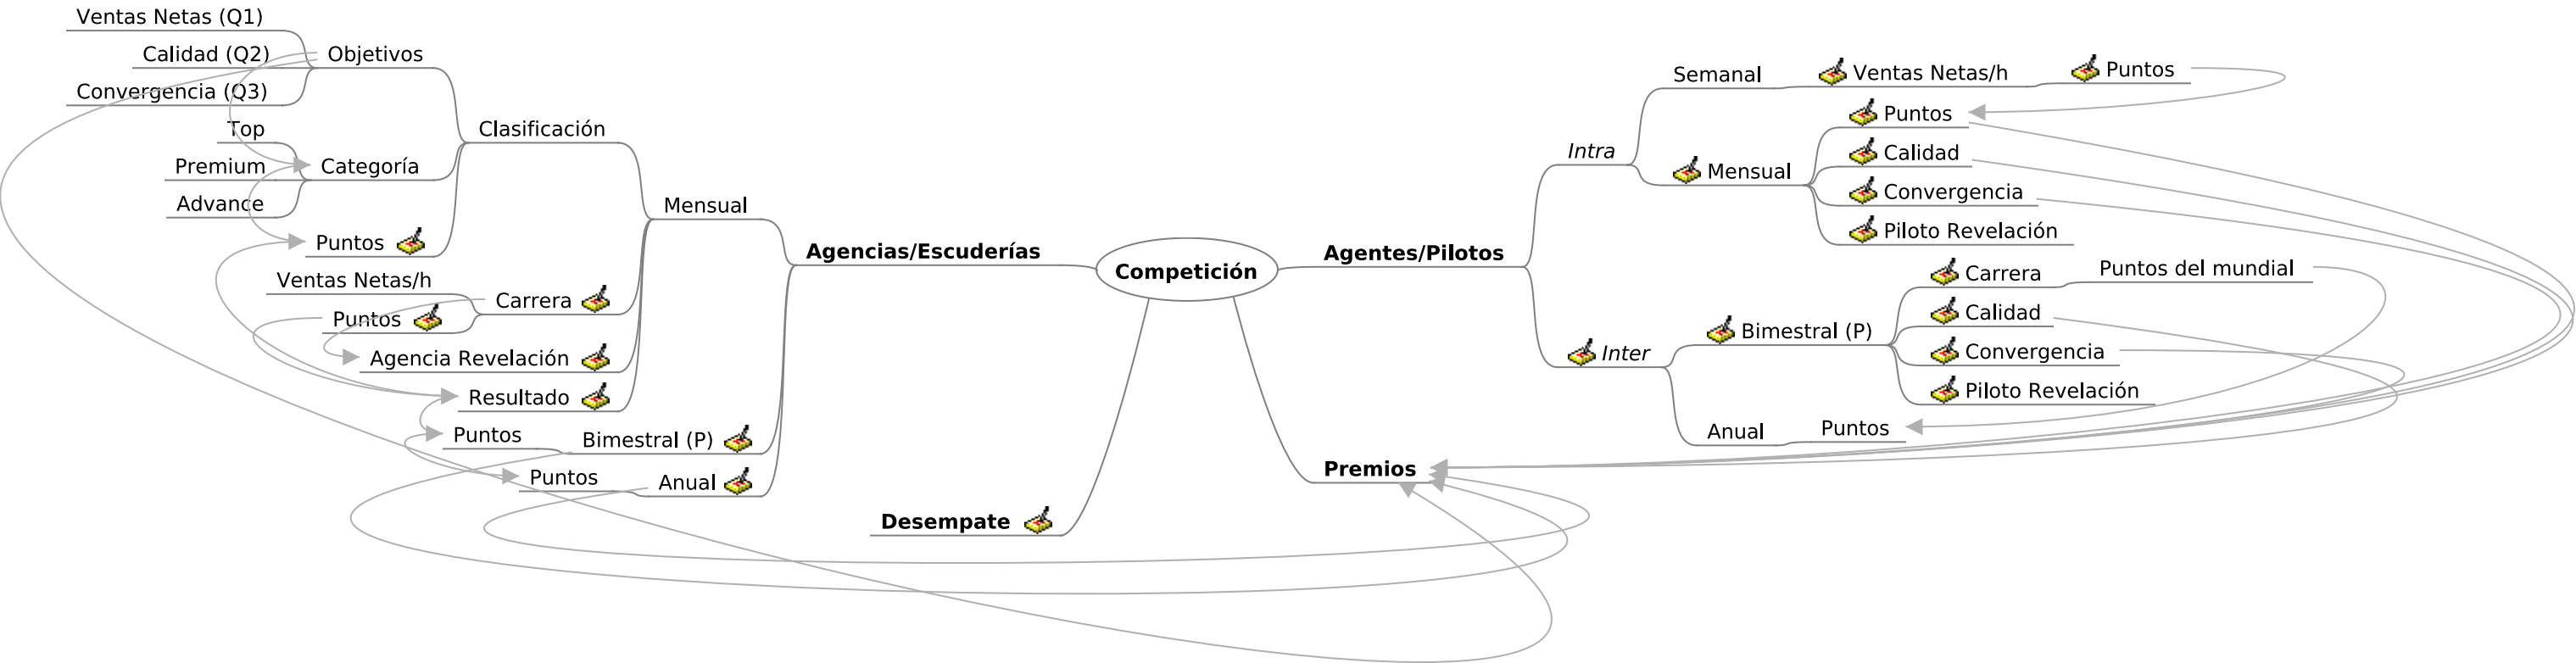 Competición
Agencias/Escuderías
Mensual
Clasificación
Objetivos
Ventas Netas (Q1)
Calidad (Q2)
Convergencia (Q3)
Categoría
Top
Premium
Advance
Puntos
Carrera
Ventas Netas/h
Puntos
Agencia Revelación
Resultado
Bimestral (P)
Puntos
Anual
Puntos
Desempate
Agentes/Pilotos
Intra
Semanal
Ventas Netas/h
Puntos
Mensual
Puntos
Calidad
Convergencia
Piloto Revelación
Inter
Bimestral (P)
Carrera
Puntos del mundial
Calidad
Convergencia
Piloto Revelación
Anual
Puntos
Premios